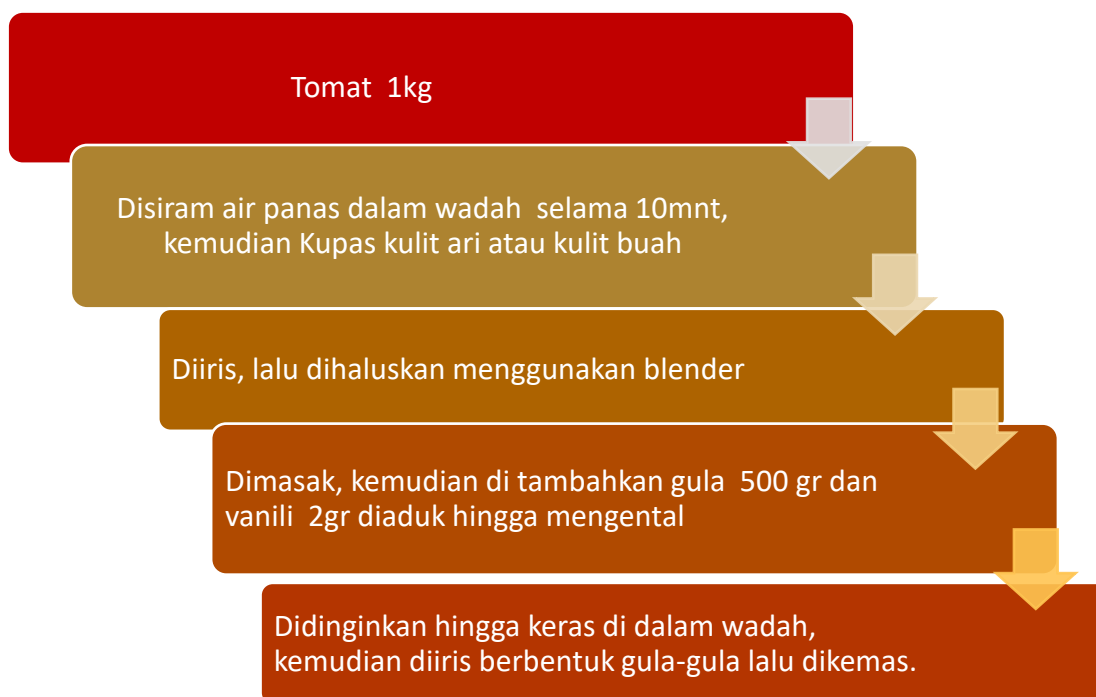 Tomat 1kg
Disiram air panas dalam wadah selama 10mnt,
kemudian Kupas kulit ari atau kulit buah
Diiris, lalu dihaluskan menggunakan blender
Dimasak, kemudian di tambahkan gula 500 gr dan
vanili 2gr diaduk hingga mengental
Didinginkan hingga keras di dalam wadah,
kemudian diiris berbentuk gula-gula lalu dikemas.